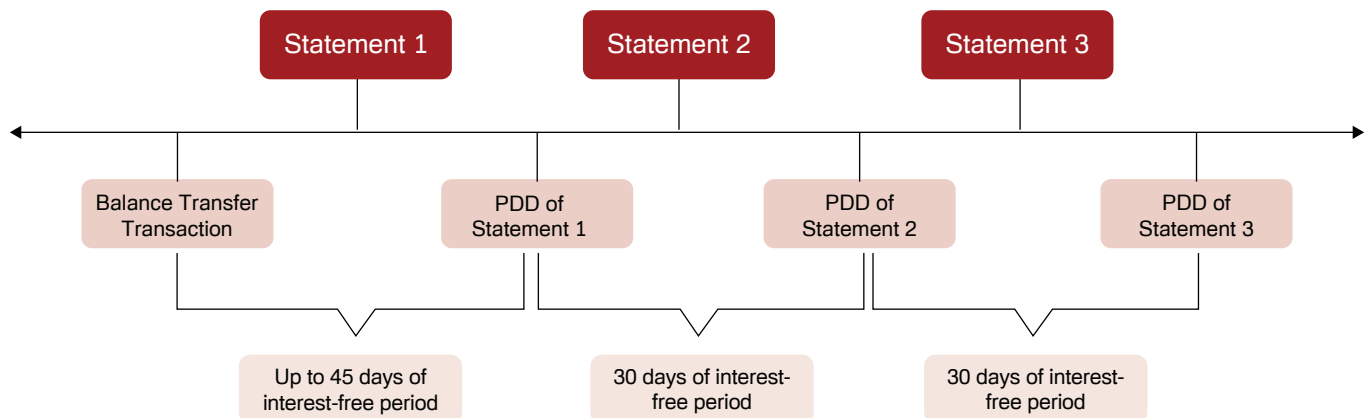 Statement 1
Statement 2
Statement 3
Balance Transfer
Transaction
PDD of
Statement 1
PDD of
Statement 2
PDD of
Statement 3
Up to 45 days of
interest-free period
30 days of interest-
free period
30 days of interest-
free period